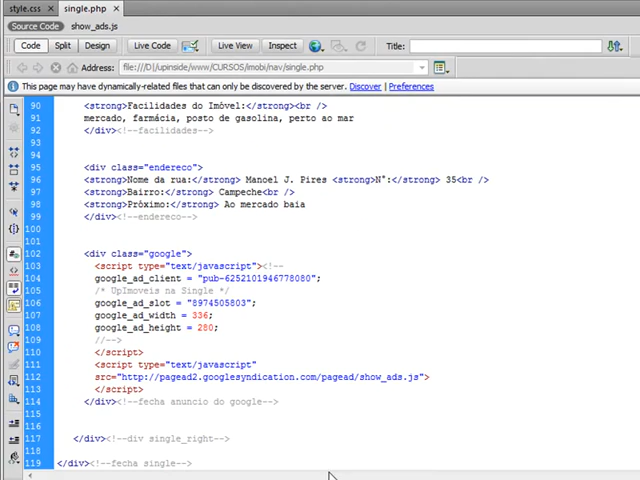 style.css × single.php ×
Source Code show_ads.js
Code Split Design Live Code Live View Inspect Title:
Address: file:///D|/upinside/www/CURSOS/imobi/nav/single.php
This page may have dynamically-related files that can only be discovered by the server. Discover | Preferences
90 <strong>Facilidades do Imóvel:</strong><br />
91 mercado, farmácia, posto de gasolina, perto ao mar
92 </div><!--facilidades-->
93
94
95 <div class="endereco">
96 <strong>Nome da rua:</strong> Manoel J. Pires <strong>N°:</strong> 35<br />
97 <strong>Bairro:</strong> Campeche<br />
98 <strong>Próximo:</strong> Ao mercado baia
99 </div><!--endereco-->
100
101
102 <div class="google">
103 <script type="text/javascript"><!--
104 google_ad_client = "pub-6252101946778080";
105 /* UpImoveis na Single */
106 google_ad_slot = "8974505803";
107 google_ad_width = 336;
108 google_ad_height = 280;
109 //-->
110 </script>
111 <script type="text/javascript"
112 src="http://pagead2.googlesyndication.com/pagead/show_ads.js">
113 </script>
114 </div><!--fecha anuncio do google-->
115
116
117 </div><!--div single_right-->
118
119 </div><!--fecha single-->